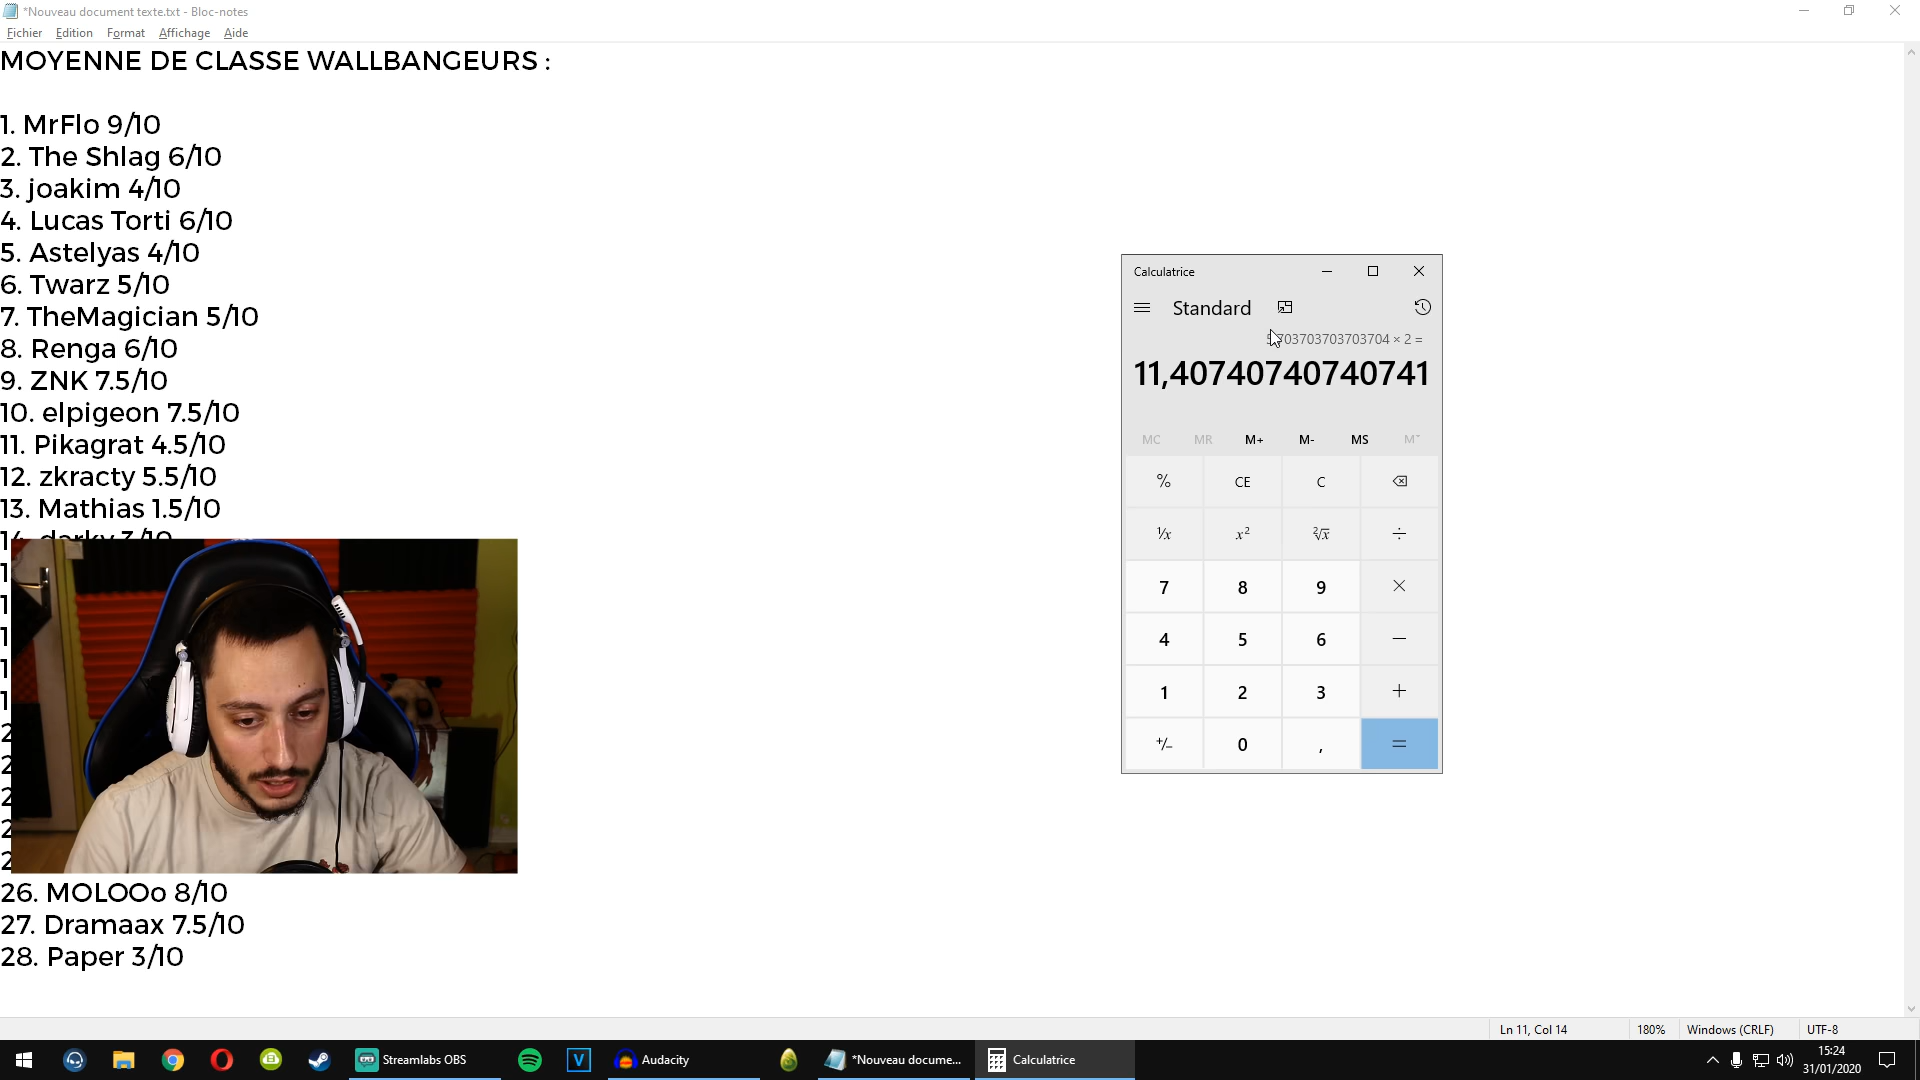 *Nouveau document texte.txt - Bloc-notes
Fichier Edition Format Affichage Aide
MOYENNE DE CLASSE WALLBANGEURS :
1. MrFlo 9/10
2. The Shlag 6/10
3. joakim 4/10
4. Lucas Torti 6/10
5. Astelyas 4/10
6. Twarz 5/10
7. TheMagician 5/10
8. Renga 6/10
9. ZNK 7.5/10
10. elpigeon 7.5/10
11. Pikagrat 4.5/10
12. zkracty 5.5/10
13. Mathias 1.5/10
14. darky 3/10
26. MOLOOo 8/10
27. Dramaax 7.5/10
28. Paper 3/10
Calculatrice
Standard
703703703703704 × 2 =
11,40740740740741
MC MR M+ M- MS M˅
% CE C
¹⁄x x² ²√x ÷
7 8 9 ×
4 5 6 −
1 2 3 +
+/− 0 , =
Ln 11, Col 14 180% Windows (CRLF) UTF-8
Streamlabs OBS
V
Audacity
*Nouveau docume...
Calculatrice
15:24
31/01/2020